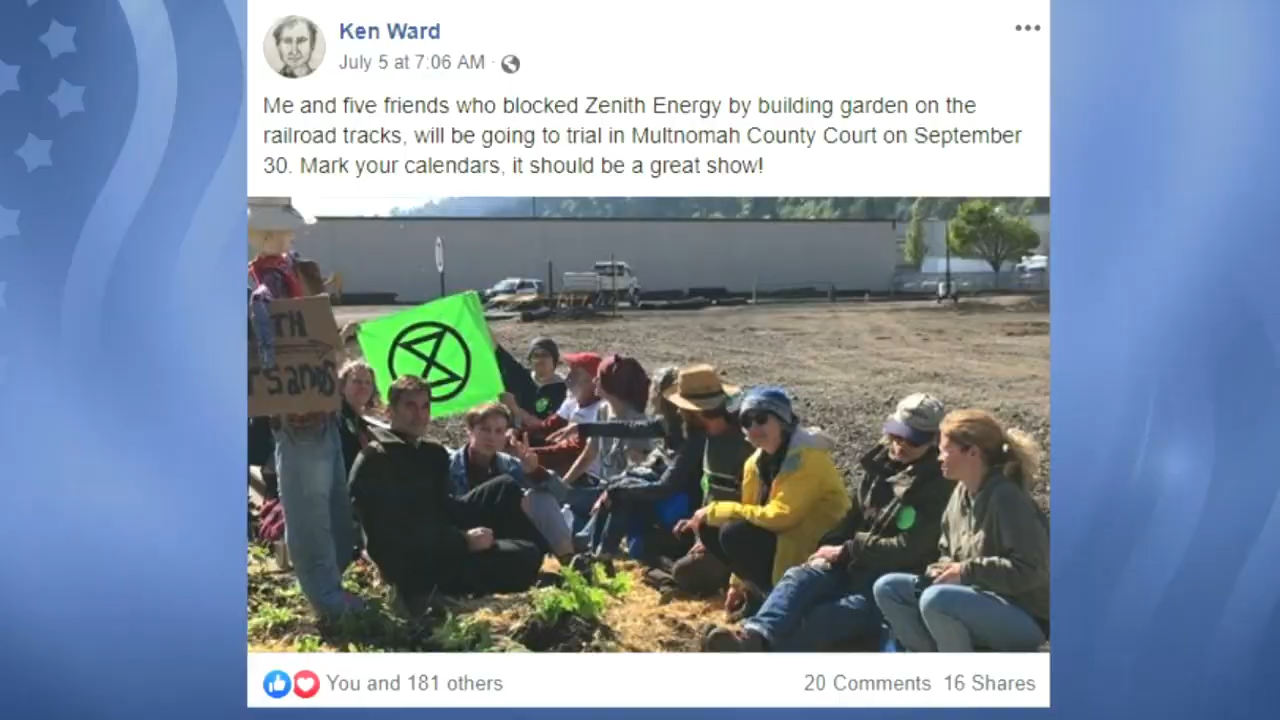 Ken Ward
July 5 at 7:06 AM ·
Me and five friends who blocked Zenith Energy by building garden on the
railroad tracks, will be going to trial in Multnomah County Court on September
30. Mark your calendars, it should be a great show!
You and 181 others
20 Comments 16 Shares